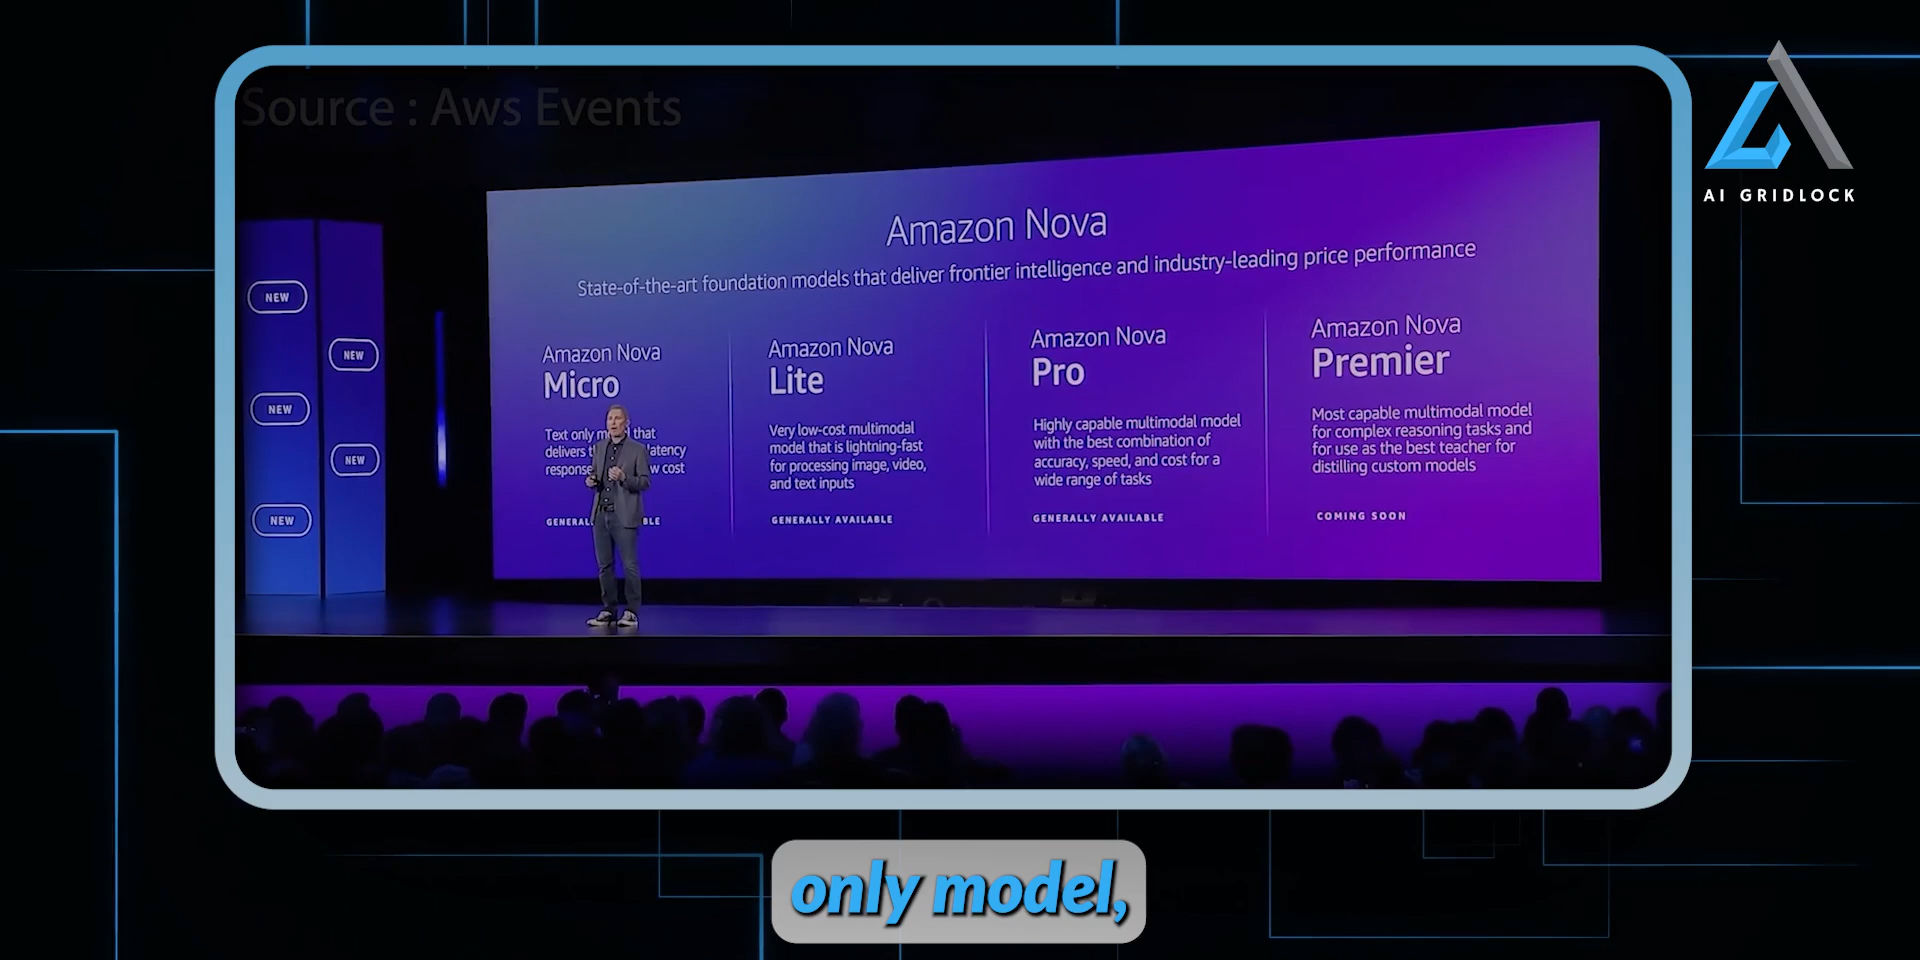 Source : Aws Events
AI GRIDLOCK
Amazon Nova
State-of-the-art foundation models that deliver frontier intelligence and industry-leading price performance
NEW
NEW
NEW
NEW
NEW
Amazon Nova
Micro
Text only that
delivers latency
response cost
Amazon Nova
Lite
Very low-cost multimodal
model that is lightning-fast
for processing image, video,
and text inputs
GENERALLY AVAILABLE
Amazon Nova
Pro
Highly capable multimodal model
with the best combination of
accuracy, speed, and cost for a
wide range of tasks
GENERALLY AVAILABLE
Amazon Nova
Premier
Most capable multimodal model
for complex reasoning tasks and
for use as the best teacher for
distilling custom models
COMING SOON
only model,